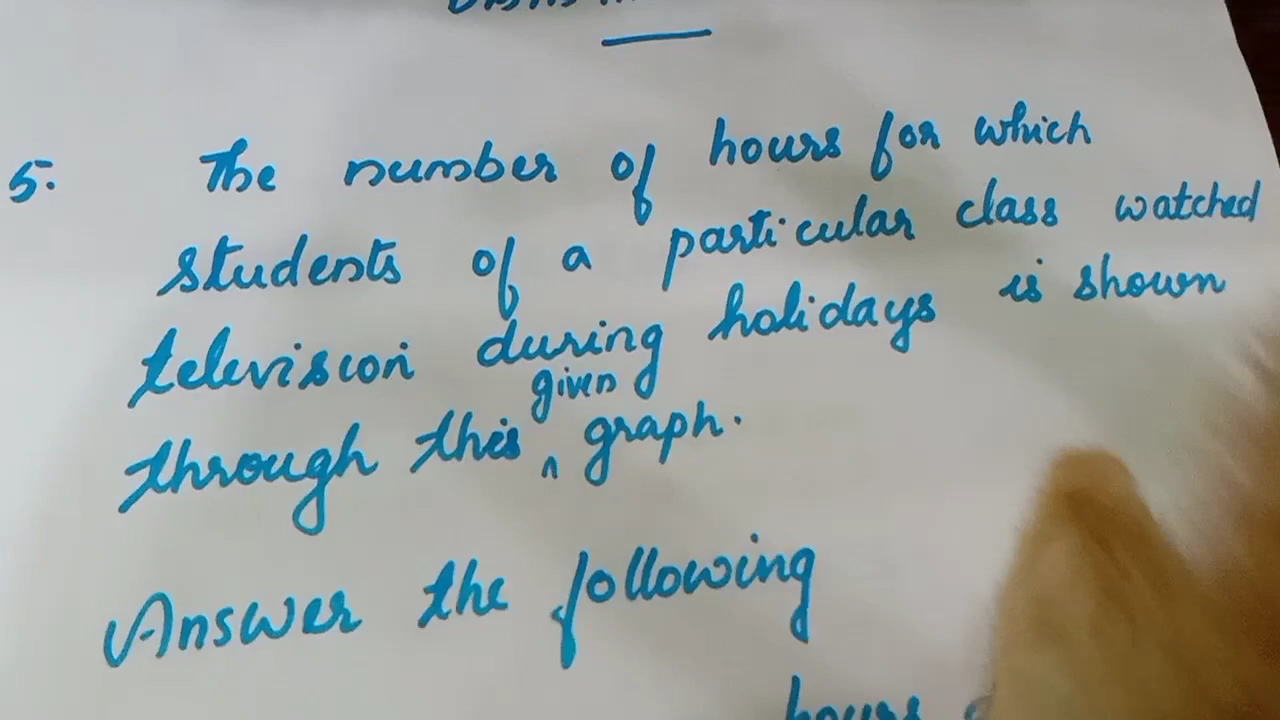 5. The number of hours for which
students of a particular class watched
television during holidays is shown
through this ^ given graph.
Answer the following
hours